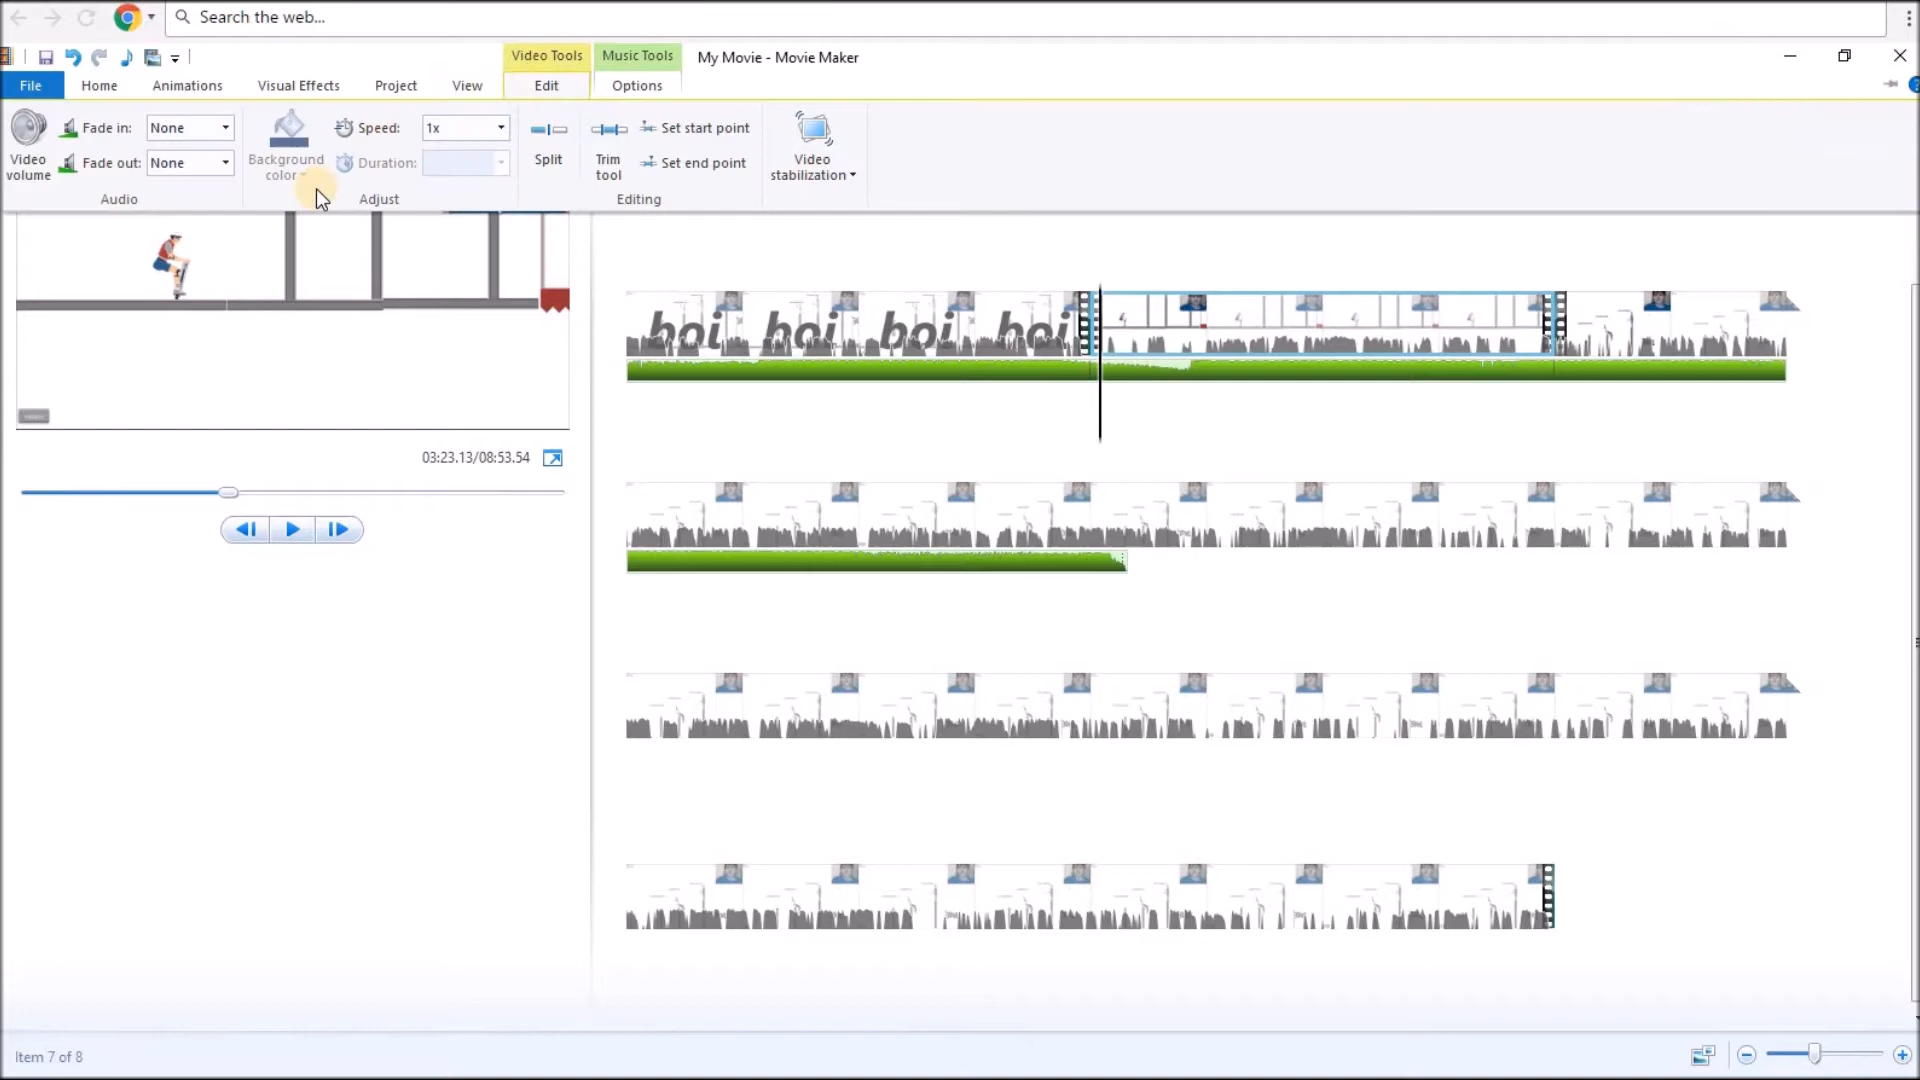 Search the web...
Video Tools
Music Tools
My Movie - Movie Maker
File
Home
Animations
Visual Effects
Project
View
Edit
Options
Video volume
Fade in:
None
Fade out:
None
Audio
Background color
Speed:
1x
Duration:
Adjust
Split
Trim tool
Set start point
Set end point
Editing
Video stabilization
boi boi boi boi
03:23.13/08:53.54
Item 7 of 8